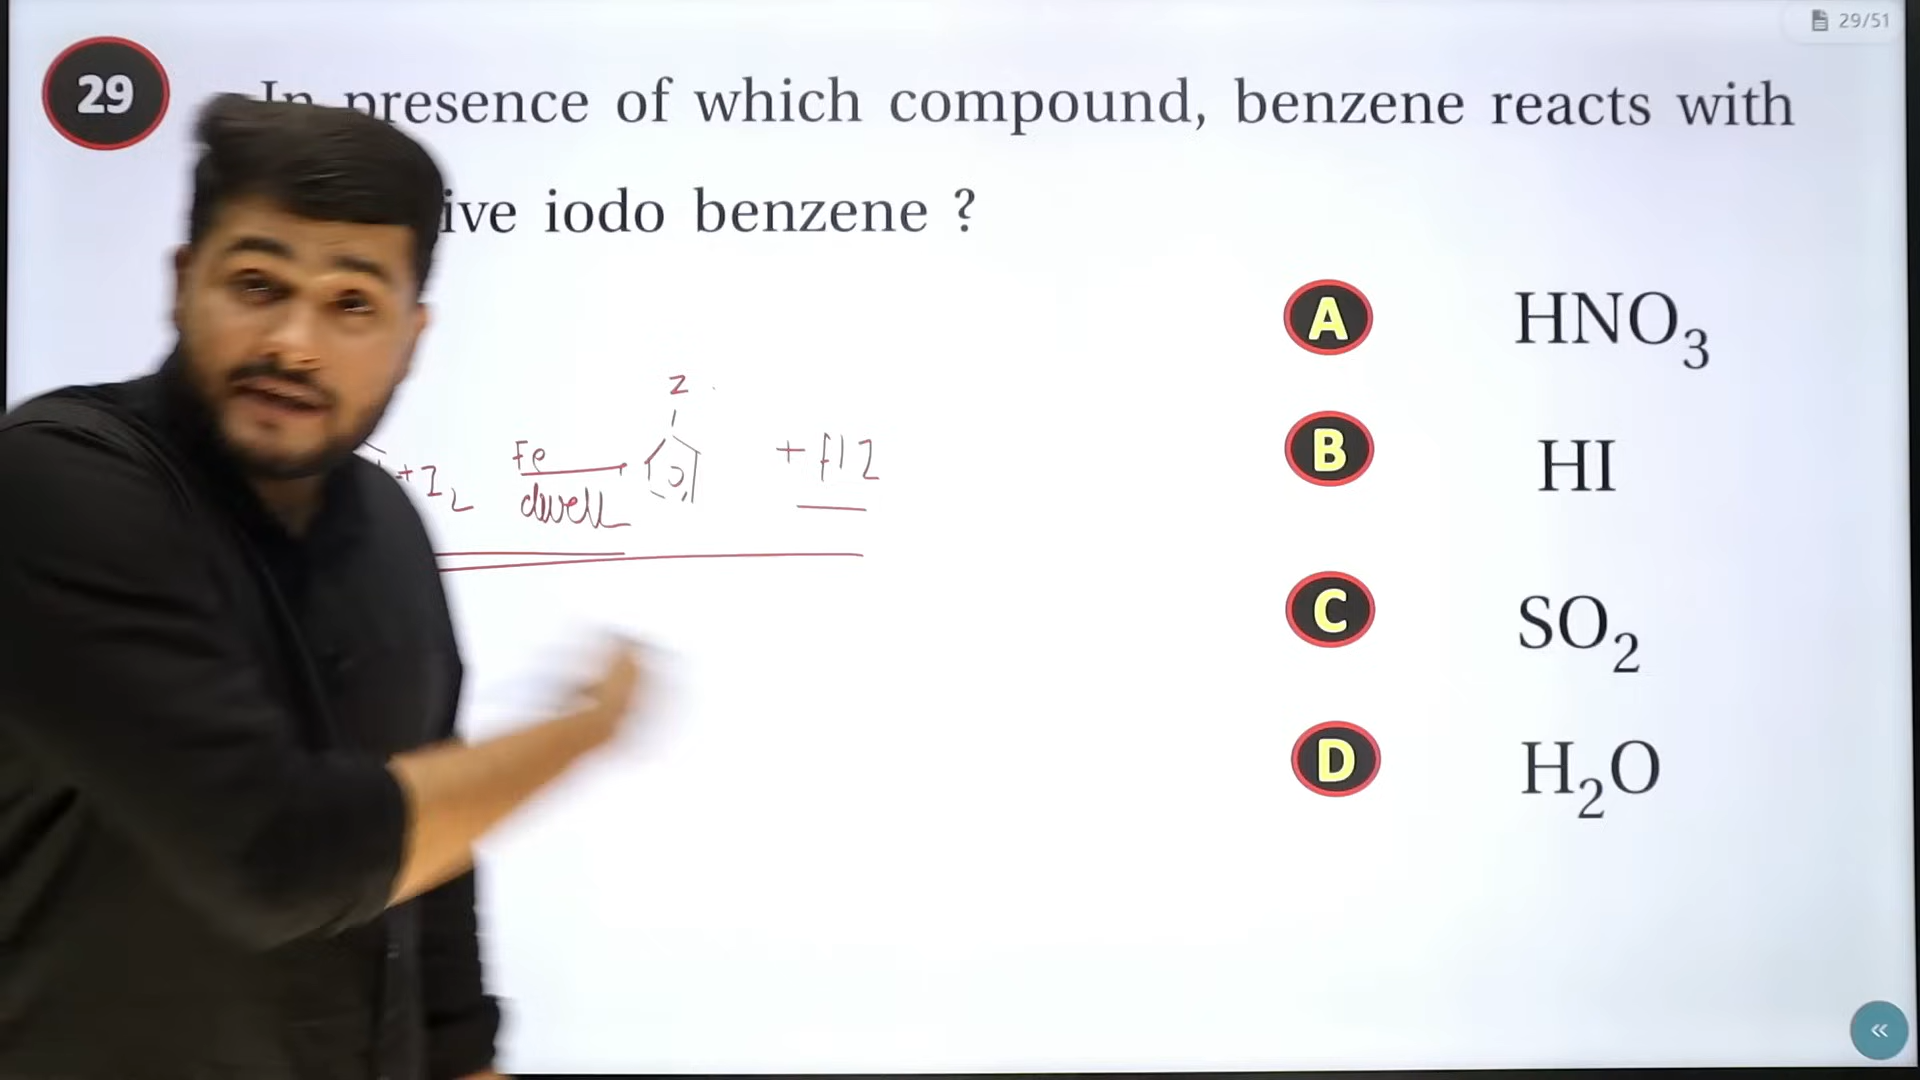 29/51
29 In presence of which compound, benzene reacts with
ive iodo benzene ?
A HNO3
B HI
C SO2
D H2O
+ I2 Fe
I
+ HI